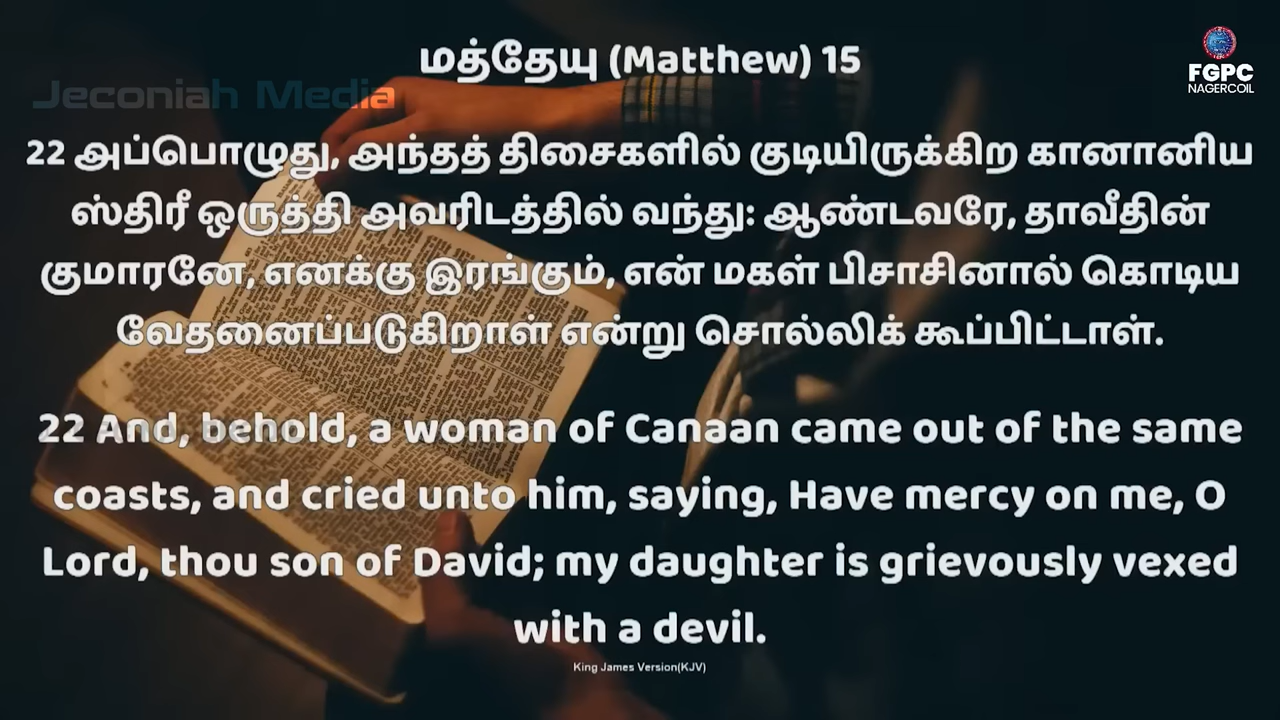 மத்தேயு (Matthew) 15
FGPC
NAGERCOIL
Jeconiah Media
22 அப்பொழுது, அந்தத் திசைகளில் குடியிருக்கிற கானானிய
ஸ்திரீ ஒருத்தி அவரிடத்தில் வந்து: ஆண்டவரே, தாவீதின்
குமாரனே, எனக்கு இரங்கும், என் மகள் பிசாசினால் கொடிய
வேதனைப்படுகிறாள் என்று சொல்லிக் கூப்பிட்டாள்.
22 And, behold, a woman of Canaan came out of the same
coasts, and cried unto him, saying, Have mercy on me, O
Lord, thou son of David; my daughter is grievously vexed
with a devil.
King James Version(KJV)